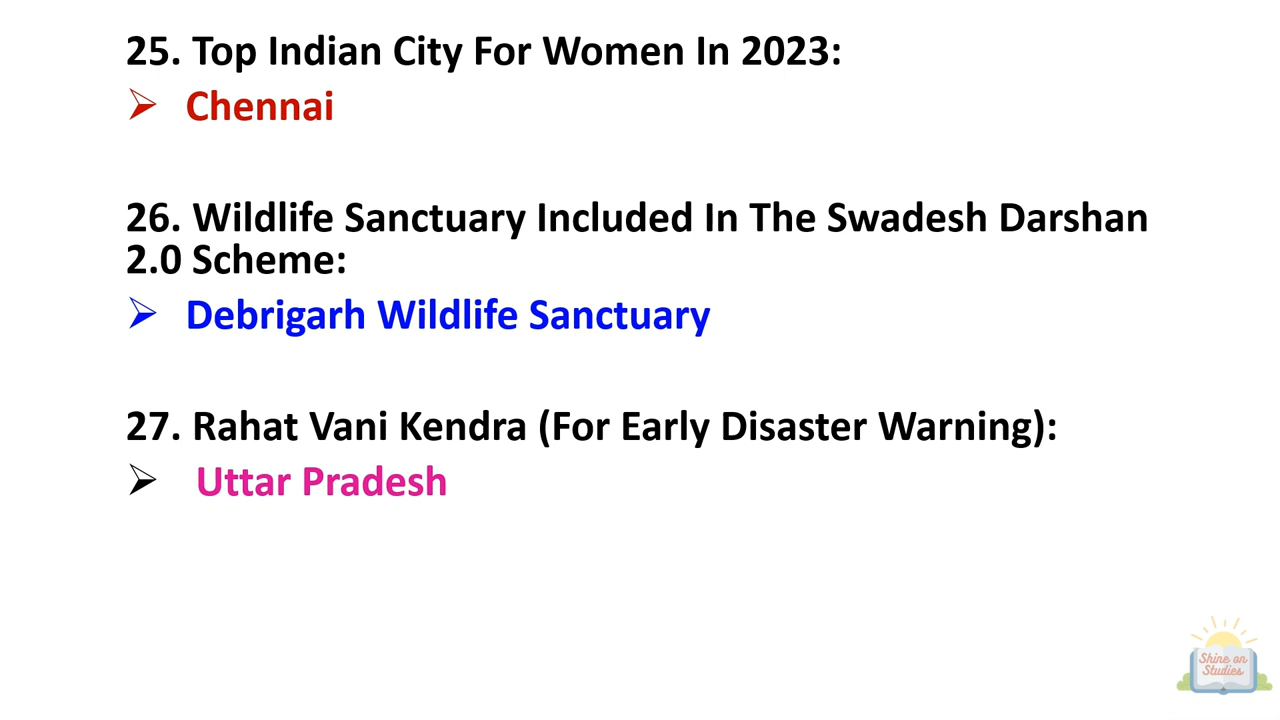 25. Top Indian City For Women In 2023:
➢ Chennai
26. Wildlife Sanctuary Included In The Swadesh Darshan
2.0 Scheme:
➢ Debrigarh Wildlife Sanctuary
27. Rahat Vani Kendra (For Early Disaster Warning):
➢ Uttar Pradesh
Shine on
Studies